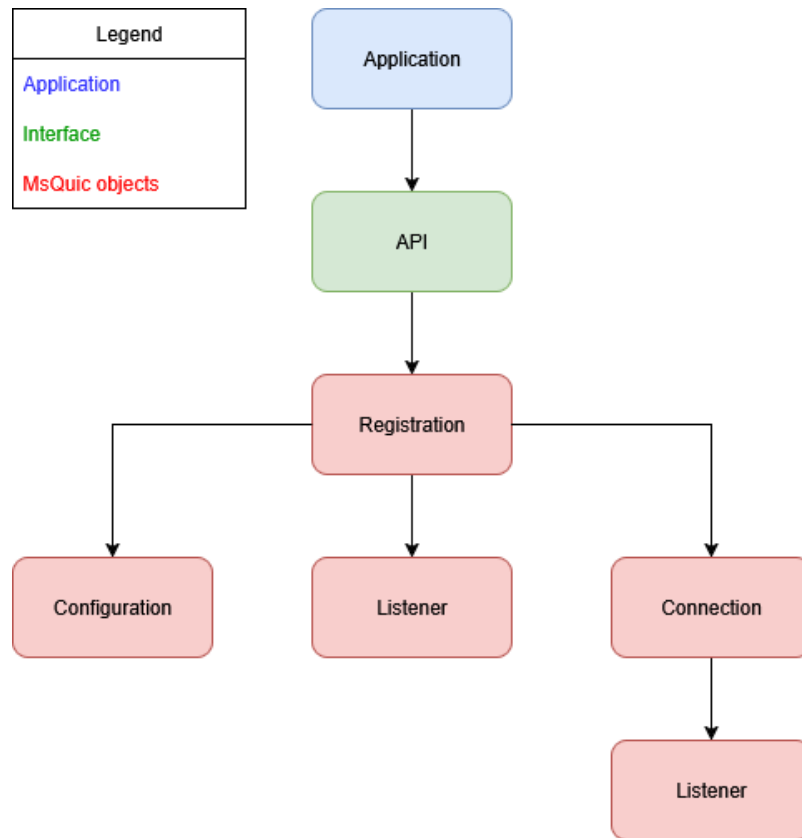 Legend
Application
Interface
MsQuic objects
Application
API
Registration
Configuration
Listener
Connection
Listener